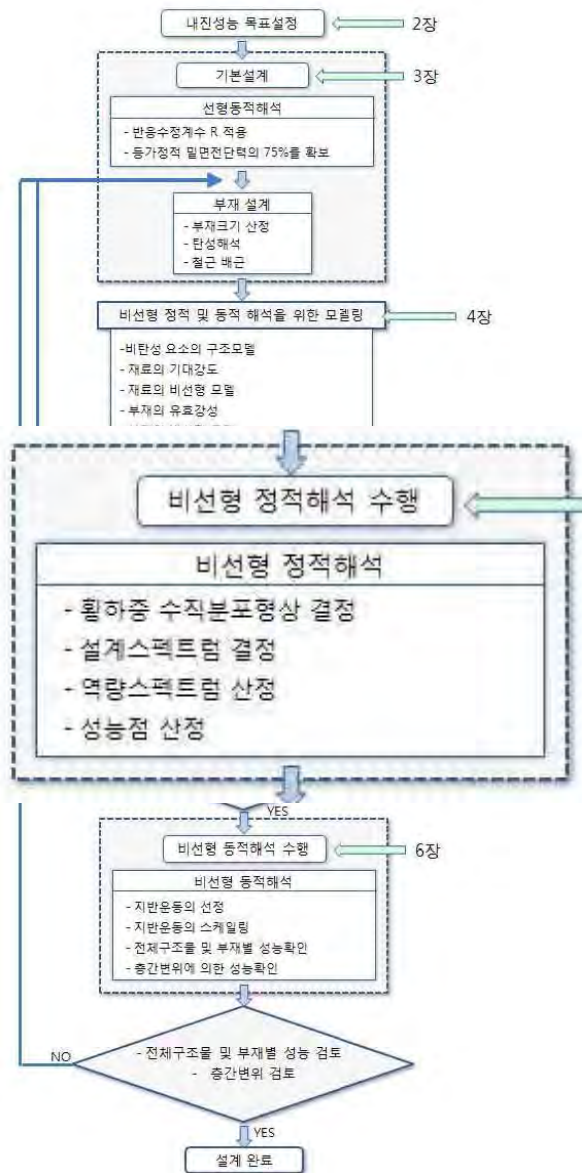 내진성능 목표설정
2장
기본설계
3장
선형동적해석
- 반응수정계수 R 적용
- 등가정적 밑면전단력의 75%를 확보
부재 설계
- 부재크기 산정
- 탄성해석
- 철근 배근
비선형 정적 및 동적 해석을 위한 모델링
4장
-비탄성 요소의 구조모델
- 재료의 기대강도
- 재료의 비선형 모델
- 부재의 유효강성
비선형 정적해석 수행
비선형 정적해석
- 횡하중 수직분포형상 결정
- 설계스펙트럼 결정
- 역량스펙트럼 산정
- 성능점 산정
YES
비선형 동적해석 수행
6장
비선형 동적해석
- 지반운동의 선정
- 지반운동의 스케일링
- 전체구조물 및 부재별 성능확인
- 층간변위에 의한 성능확인
NO
- 전체구조물 및 부재별 성능 검토
- 층간변위 검토
YES
설계 완료